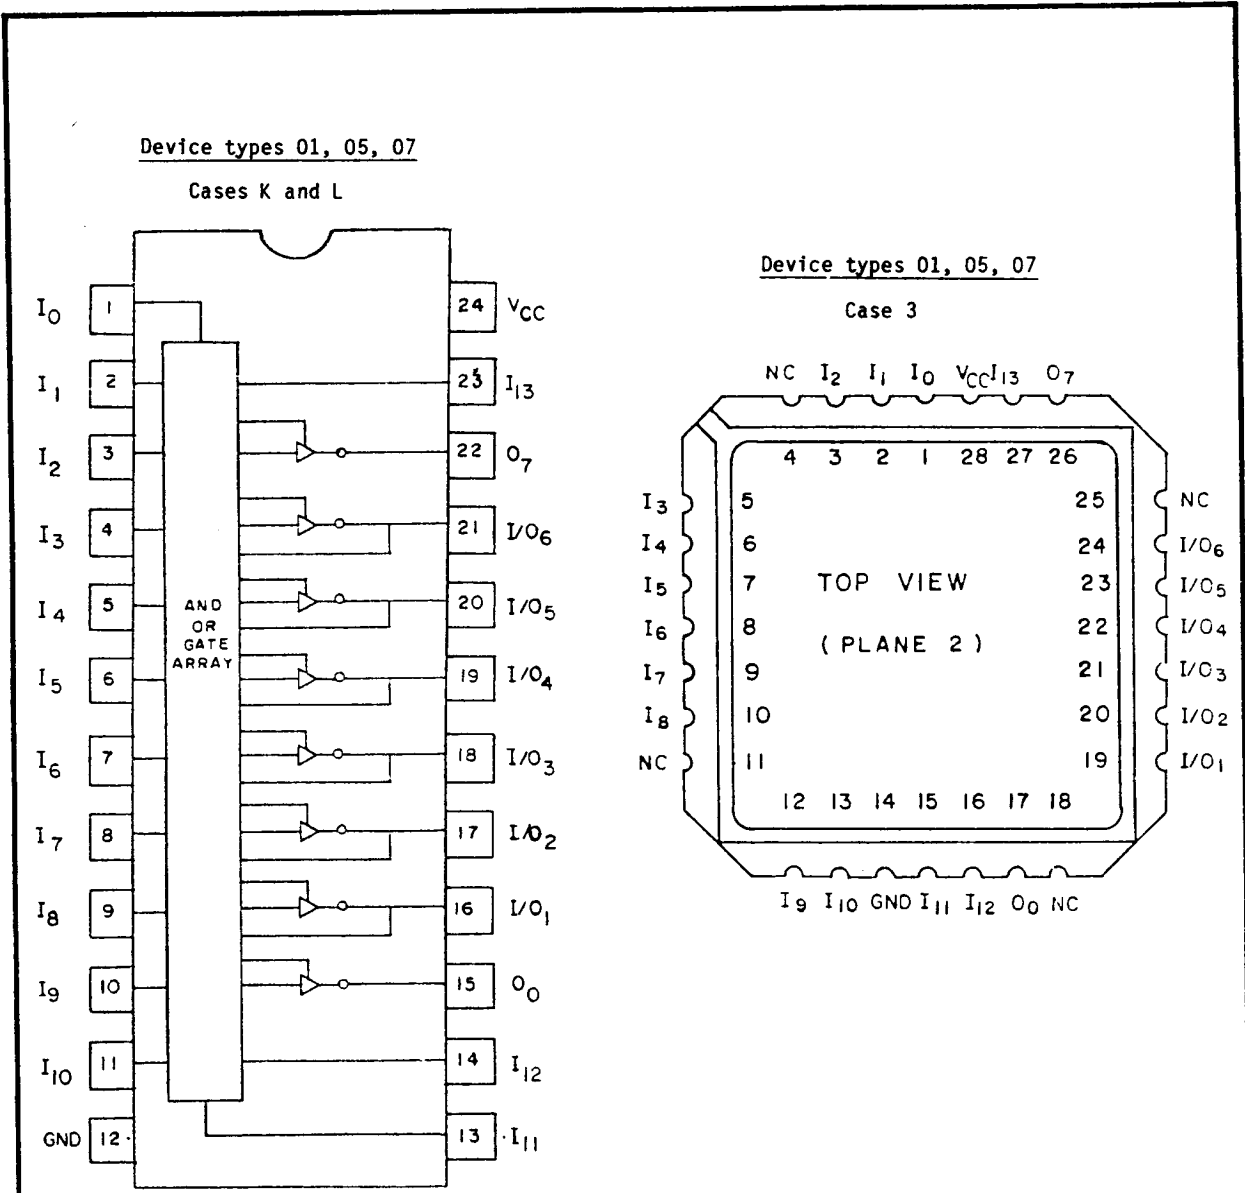 Device types 01, 05, 07
Cases K and L
I0 1 24 VCC
I1 2 23 I13
I2 3 22 O7
I3 4 21 I/O6
I4 5 20 I/O5
I5 6 19 I/O4
I6 7 18 I/O3
I7 8 17 I/O2
I8 9 16 I/O1
I9 10 15 O0
I10 11 14 I12
GND 12 13 I11
AND
OR
GATE
ARRAY
Device types 01, 05, 07
Case 3
NC I2 I1 I0 VCC I13 O7
4 3 2 1 28 27 26
I3 5 25 NC
I4 6 24 I/O6
I5 7 TOP VIEW 23 I/O5
I6 8 22 I/O4
(PLANE 2)
I7 9 21 I/O3
I8 10 20 I/O2
NC 11 19 I/O1
12 13 14 15 16 17 18
I9 I10 GND I11 I12 O0 NC